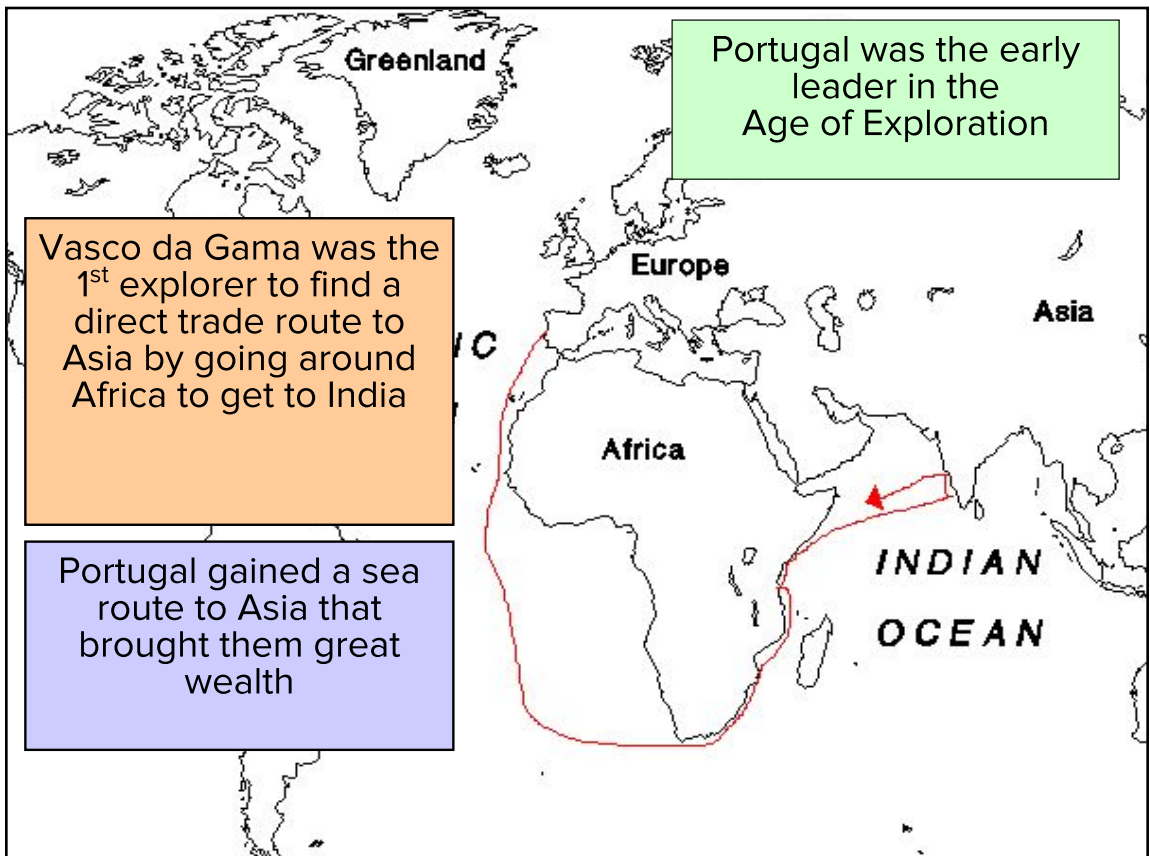 Greenland
Portugal was the early
leader in the
Age of Exploration
Vasco da Gama was the
1st explorer to find a
direct trade route to
Asia by going around
Africa to get to India
Europe
Asia
IC
Africa
INDIAN
OCEAN
Portugal gained a sea
route to Asia that
brought them great
wealth